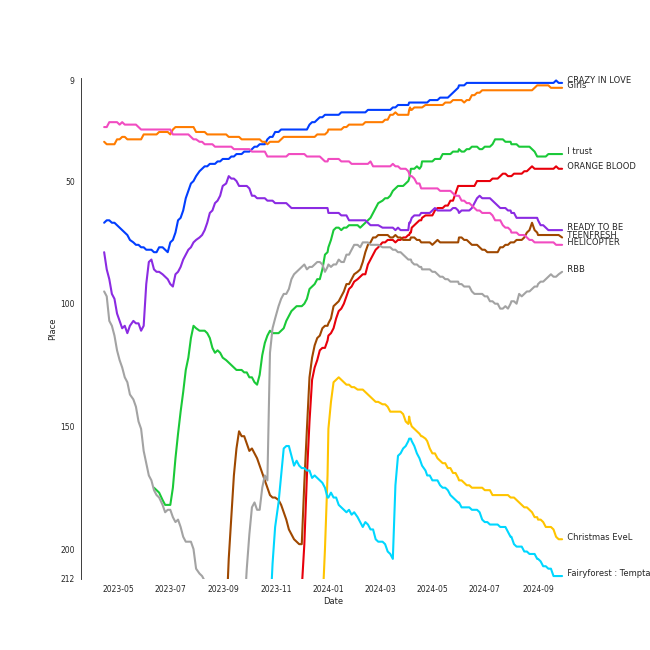 9
CRAZY IN LOVE
Girls
I trust
ORANGE BLOOD
50
READY TO BE
TEENFRESH
HELICOPTER
RBB
100
Place
150
Christmas EveL
200
Fairyforest : Tempta
212
2023-05
2023-07
2023-09
2023-11
2024-01
2024-03
2024-05
2024-07
2024-09
Date